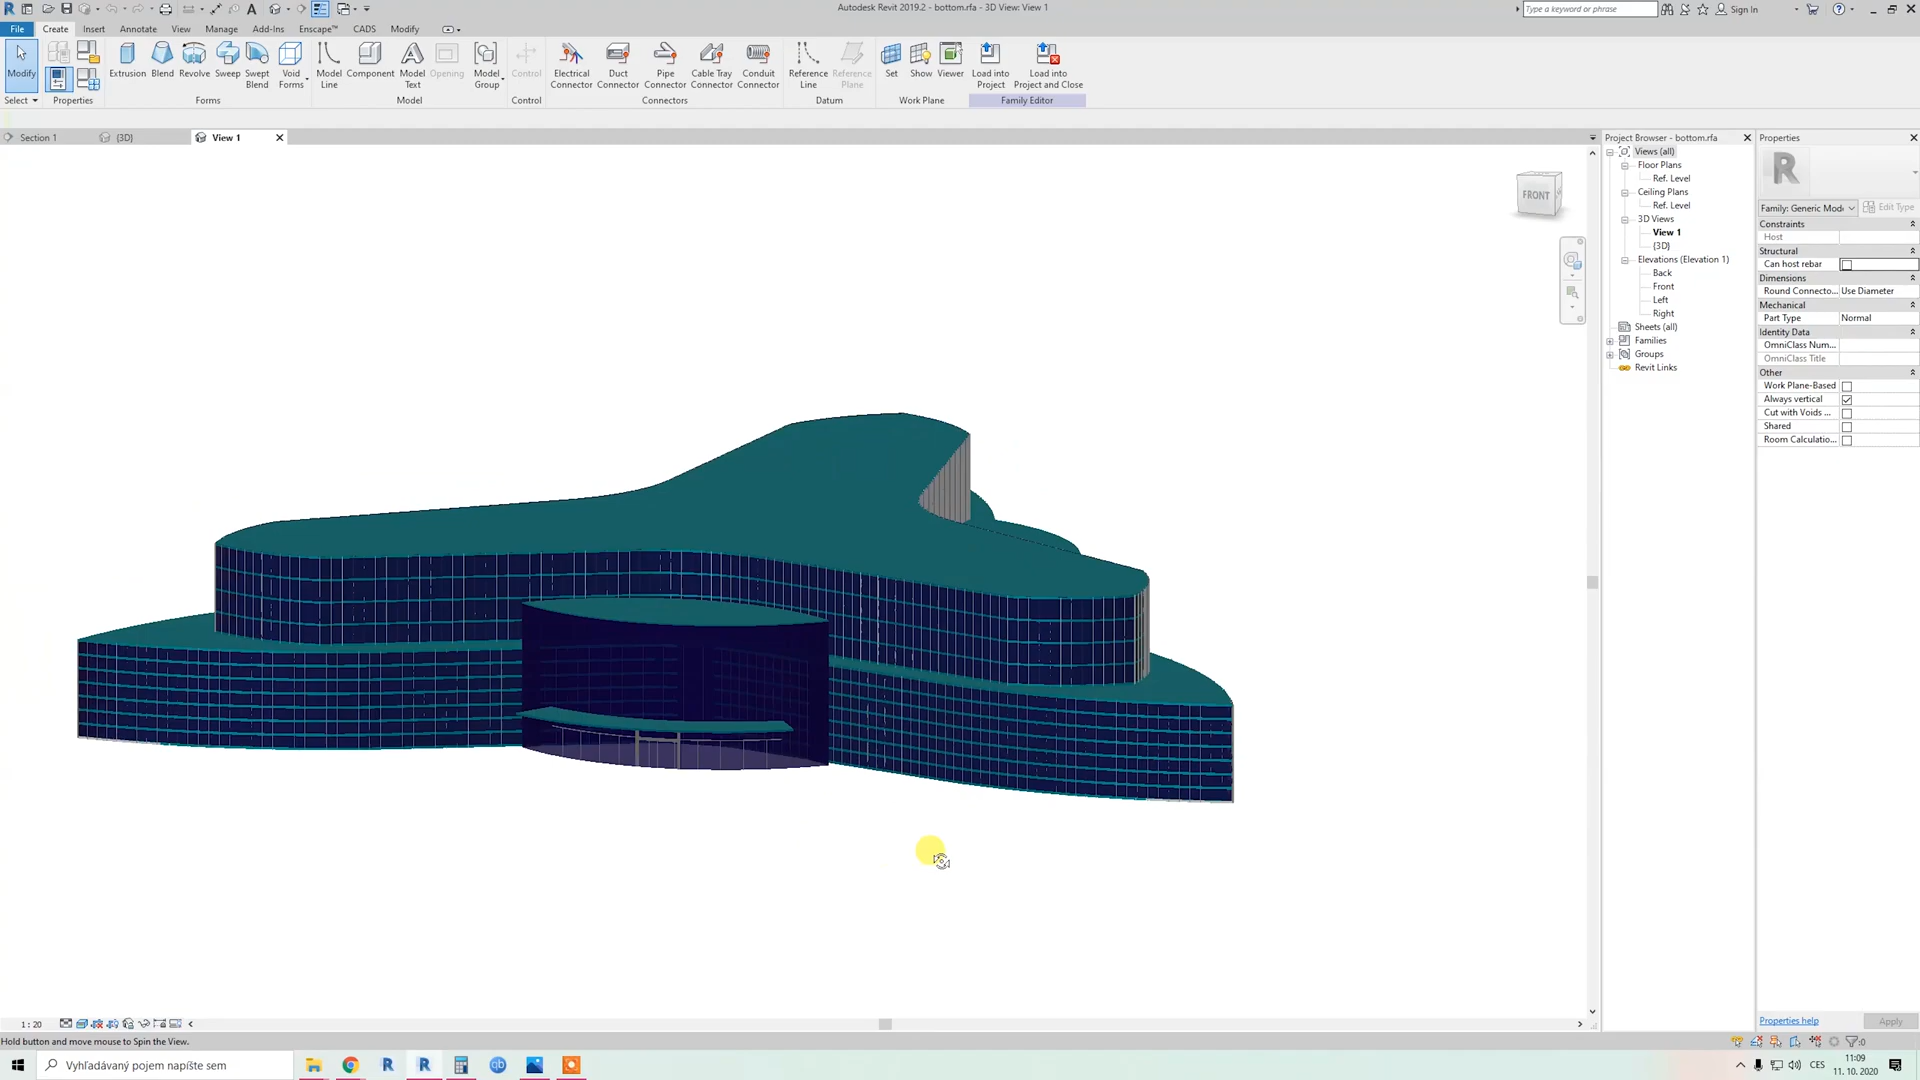 Autodesk Revit 2019.2 - bottom.rfa - 3D View: View 1
Type a keyword or phrase
Sign In
File Create Insert Annotate View Manage Add-Ins Enscape™ CADS Modify
Modify
Extrusion Blend Revolve Sweep Swept Blend Void Forms
Model Line Component Model Text Opening Model Group
Control
Electrical Connector Duct Connector Pipe Connector Cable Tray Connector Conduit Connector
Reference Line Reference Plane
Set Show Viewer
Load into Project Load into Project and Close
Select Properties Forms Model Control Connectors Datum Work Plane Family Editor
Section 1 {3D} View 1
FRONT
Project Browser - bottom.rfa
Views (all)
Floor Plans
Ref. Level
Ceiling Plans
Ref. Level
3D Views
View 1
{3D}
Elevations (Elevation 1)
Back
Front
Left
Right
Sheets (all)
Families
Groups
Revit Links
Properties
R
Family: Generic Mode
Edit Type
Constraints
Host
Structural
Can host rebar
Dimensions
Round Connecto... Use Diameter
Mechanical
Part Type Normal
Identity Data
OmniClass Num...
OmniClass Title
Other
Work Plane-Based
Always vertical
Cut with Voids ...
Shared
Room Calculatio...
Properties help
Apply
1 : 20
Hold button and move mouse to Spin the View.
:0
Vyhľadávaný pojem napíšte sem
R R qb
CES
11:09
11. 10. 2020